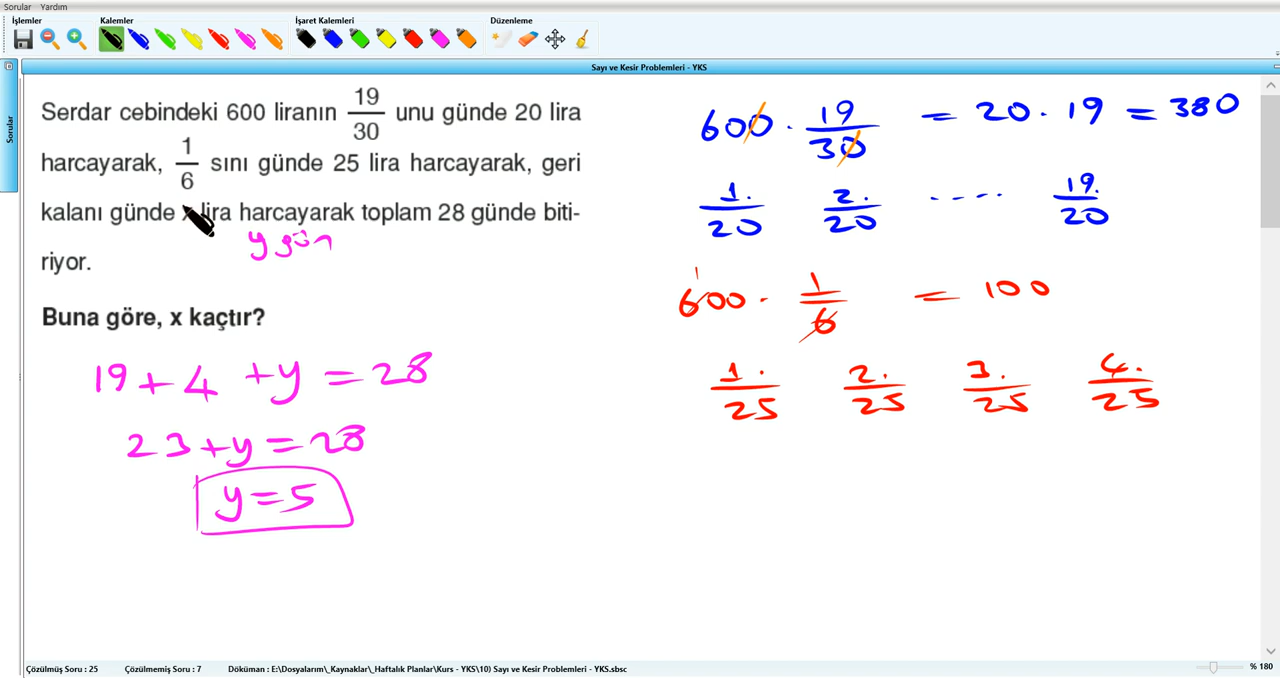 Sorular Yardım
İşlemler Kalemler İşaret Kalemleri Düzenleme
Sayı ve Kesir Problemleri - YKS
Sorular
Serdar cebindeki 600 liranın 19/30 unu günde 20 lira
harcayarak, 1/6 sını günde 25 lira harcayarak, geri
kalanı günde x lira harcayarak toplam 28 günde biti-
riyor.
y gün
Buna göre, x kaçtır?
19 + 4 + y = 28
23 + y = 28
y = 5
600 · 19/30 = 20 · 19 = 380
1./20 2./20 .... 19./20
1
600 · 1/6 = 100
1./25 2./25 3./25 4./25
Çözülmüş Soru : 25 Çözülmemiş Soru : 7 Döküman : E:\Dosyalarım\_Kaynaklar\_Haftalık Planlar\Kurs - YKS\10) Sayı ve Kesir Problemleri - YKS.sbsc % 180